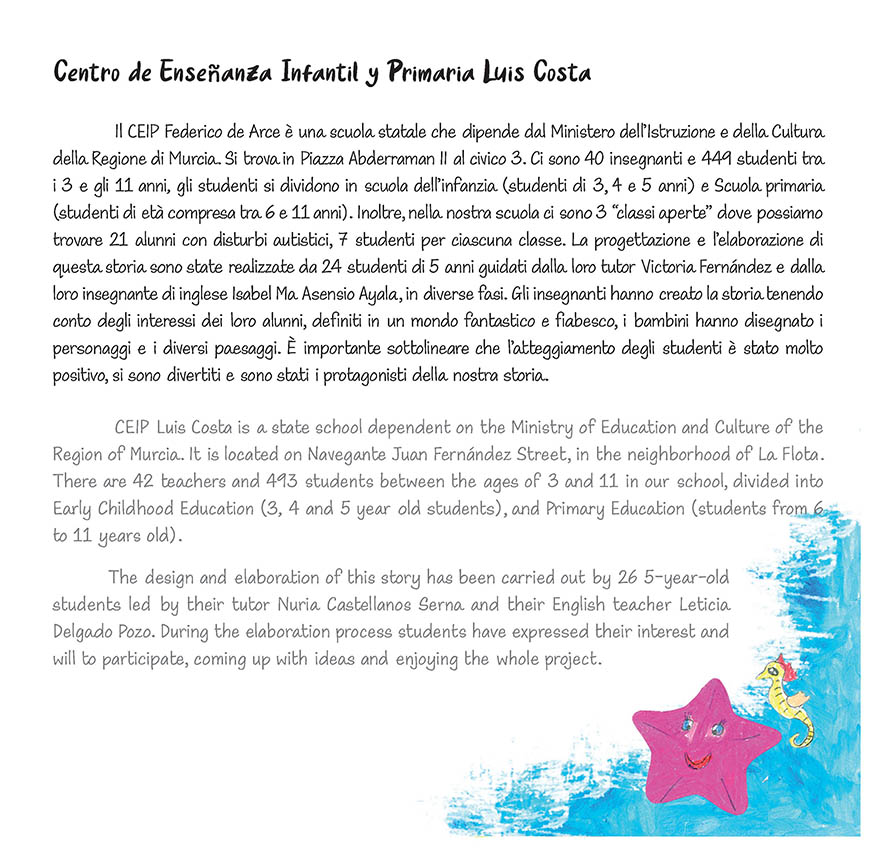 Centro de Enseñanza Infantil y Primaria Luis Costa
Il CEIP Federico de Arce è una scuola statale che dipende dal Ministero dell'Istruzione e della Cultura
della Regione di Murcia. Si trova in Piazza Abderraman II al civico 3. Ci sono 40 insegnanti e 449 studenti tra
i 3 e gli 11 anni, gli studenti si dividono in scuola dell'infanzia (studenti di 3, 4 e 5 anni) e Scuola primaria
(studenti di età compresa tra 6 e 11 anni). Inoltre, nella nostra scuola ci sono 3 “classi aperte” dove possiamo
trovare 21 alunni con disturbi autistici, 7 studenti per ciascuna classe. La progettazione e l'elaborazione di
questa storia sono state realizzate da 24 studenti di 5 anni guidati dalla loro tutor Victoria Fernández e dalla
loro insegnante di inglese Isabel Ma Asensio Ayala, in diverse fasi. Gli insegnanti hanno creato la storia tenendo
conto degli interessi dei loro alunni, definiti in un mondo fantastico e fiabesco, i bambini hanno disegnato i
personaggi e i diversi paesaggi. È importante sottolineare che l'atteggiamento degli studenti è stato molto
positivo, si sono divertiti e sono stati i protagonisti della nostra storia.
CEIP Luis Costa is a state school dependent on the Ministry of Education and Culture of the
Region of Murcia. It is located on Navegante Juan Fernández Street, in the neighborhood of La Flota.
There are 42 teachers and 493 students between the ages of 3 and 11 in our school, divided into
Early Childhood Education (3, 4 and 5 year old students), and Primary Education (students from 6
to 11 years old).
The design and elaboration of this story has been carried out by 26 5-year-old
students led by their tutor Nuria Castellanos Serna and their English teacher Leticia
Delgado Pozo. During the elaboration process students have expressed their interest and
will to participate, coming up with ideas and enjoying the whole project.